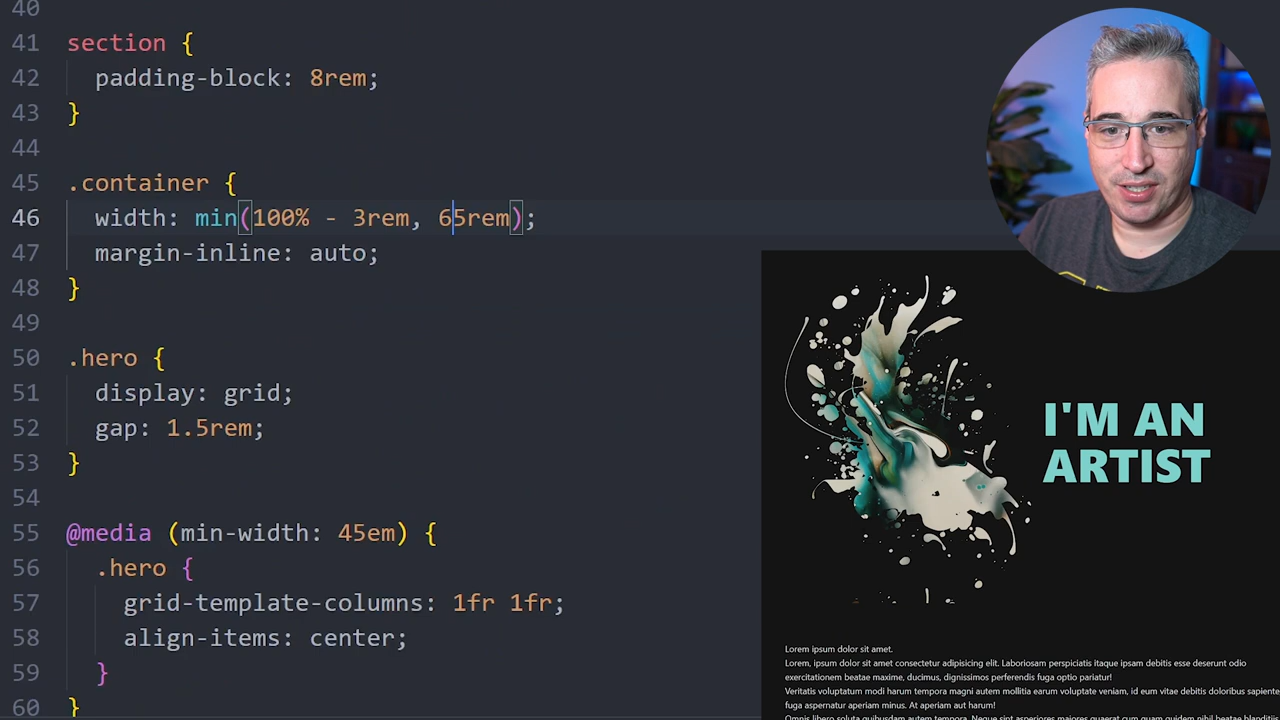 40
41 section {
42 padding-block: 8rem;
43 }
44
45 .container {
46 width: min(100% - 3rem, 65rem);
47 margin-inline: auto;
48 }
49
50 .hero {
51 display: grid;
52 gap: 1.5rem;
53 }
54
55 @media (min-width: 45em) {
56 .hero {
57 grid-template-columns: 1fr 1fr;
58 align-items: center;
59 }
60 }
I'M AN
ARTIST
Lorem ipsum dolor sit amet.
Lorem, ipsum dolor sit amet consectetur adipisicing elit. Laboriosam perspiciatis itaque ipsam debitis esse deserunt odio
exercitationem beatae maxime, ducimus, dignissimos perferendis fuga optio pariatur!
Veritatis voluptatum modi harum tempora magni autem mollitia earum voluptate veniam, id eum vitae debitis doloribus sapiente
fuga aspernatur aperiam minus. At aperiam aut harum!